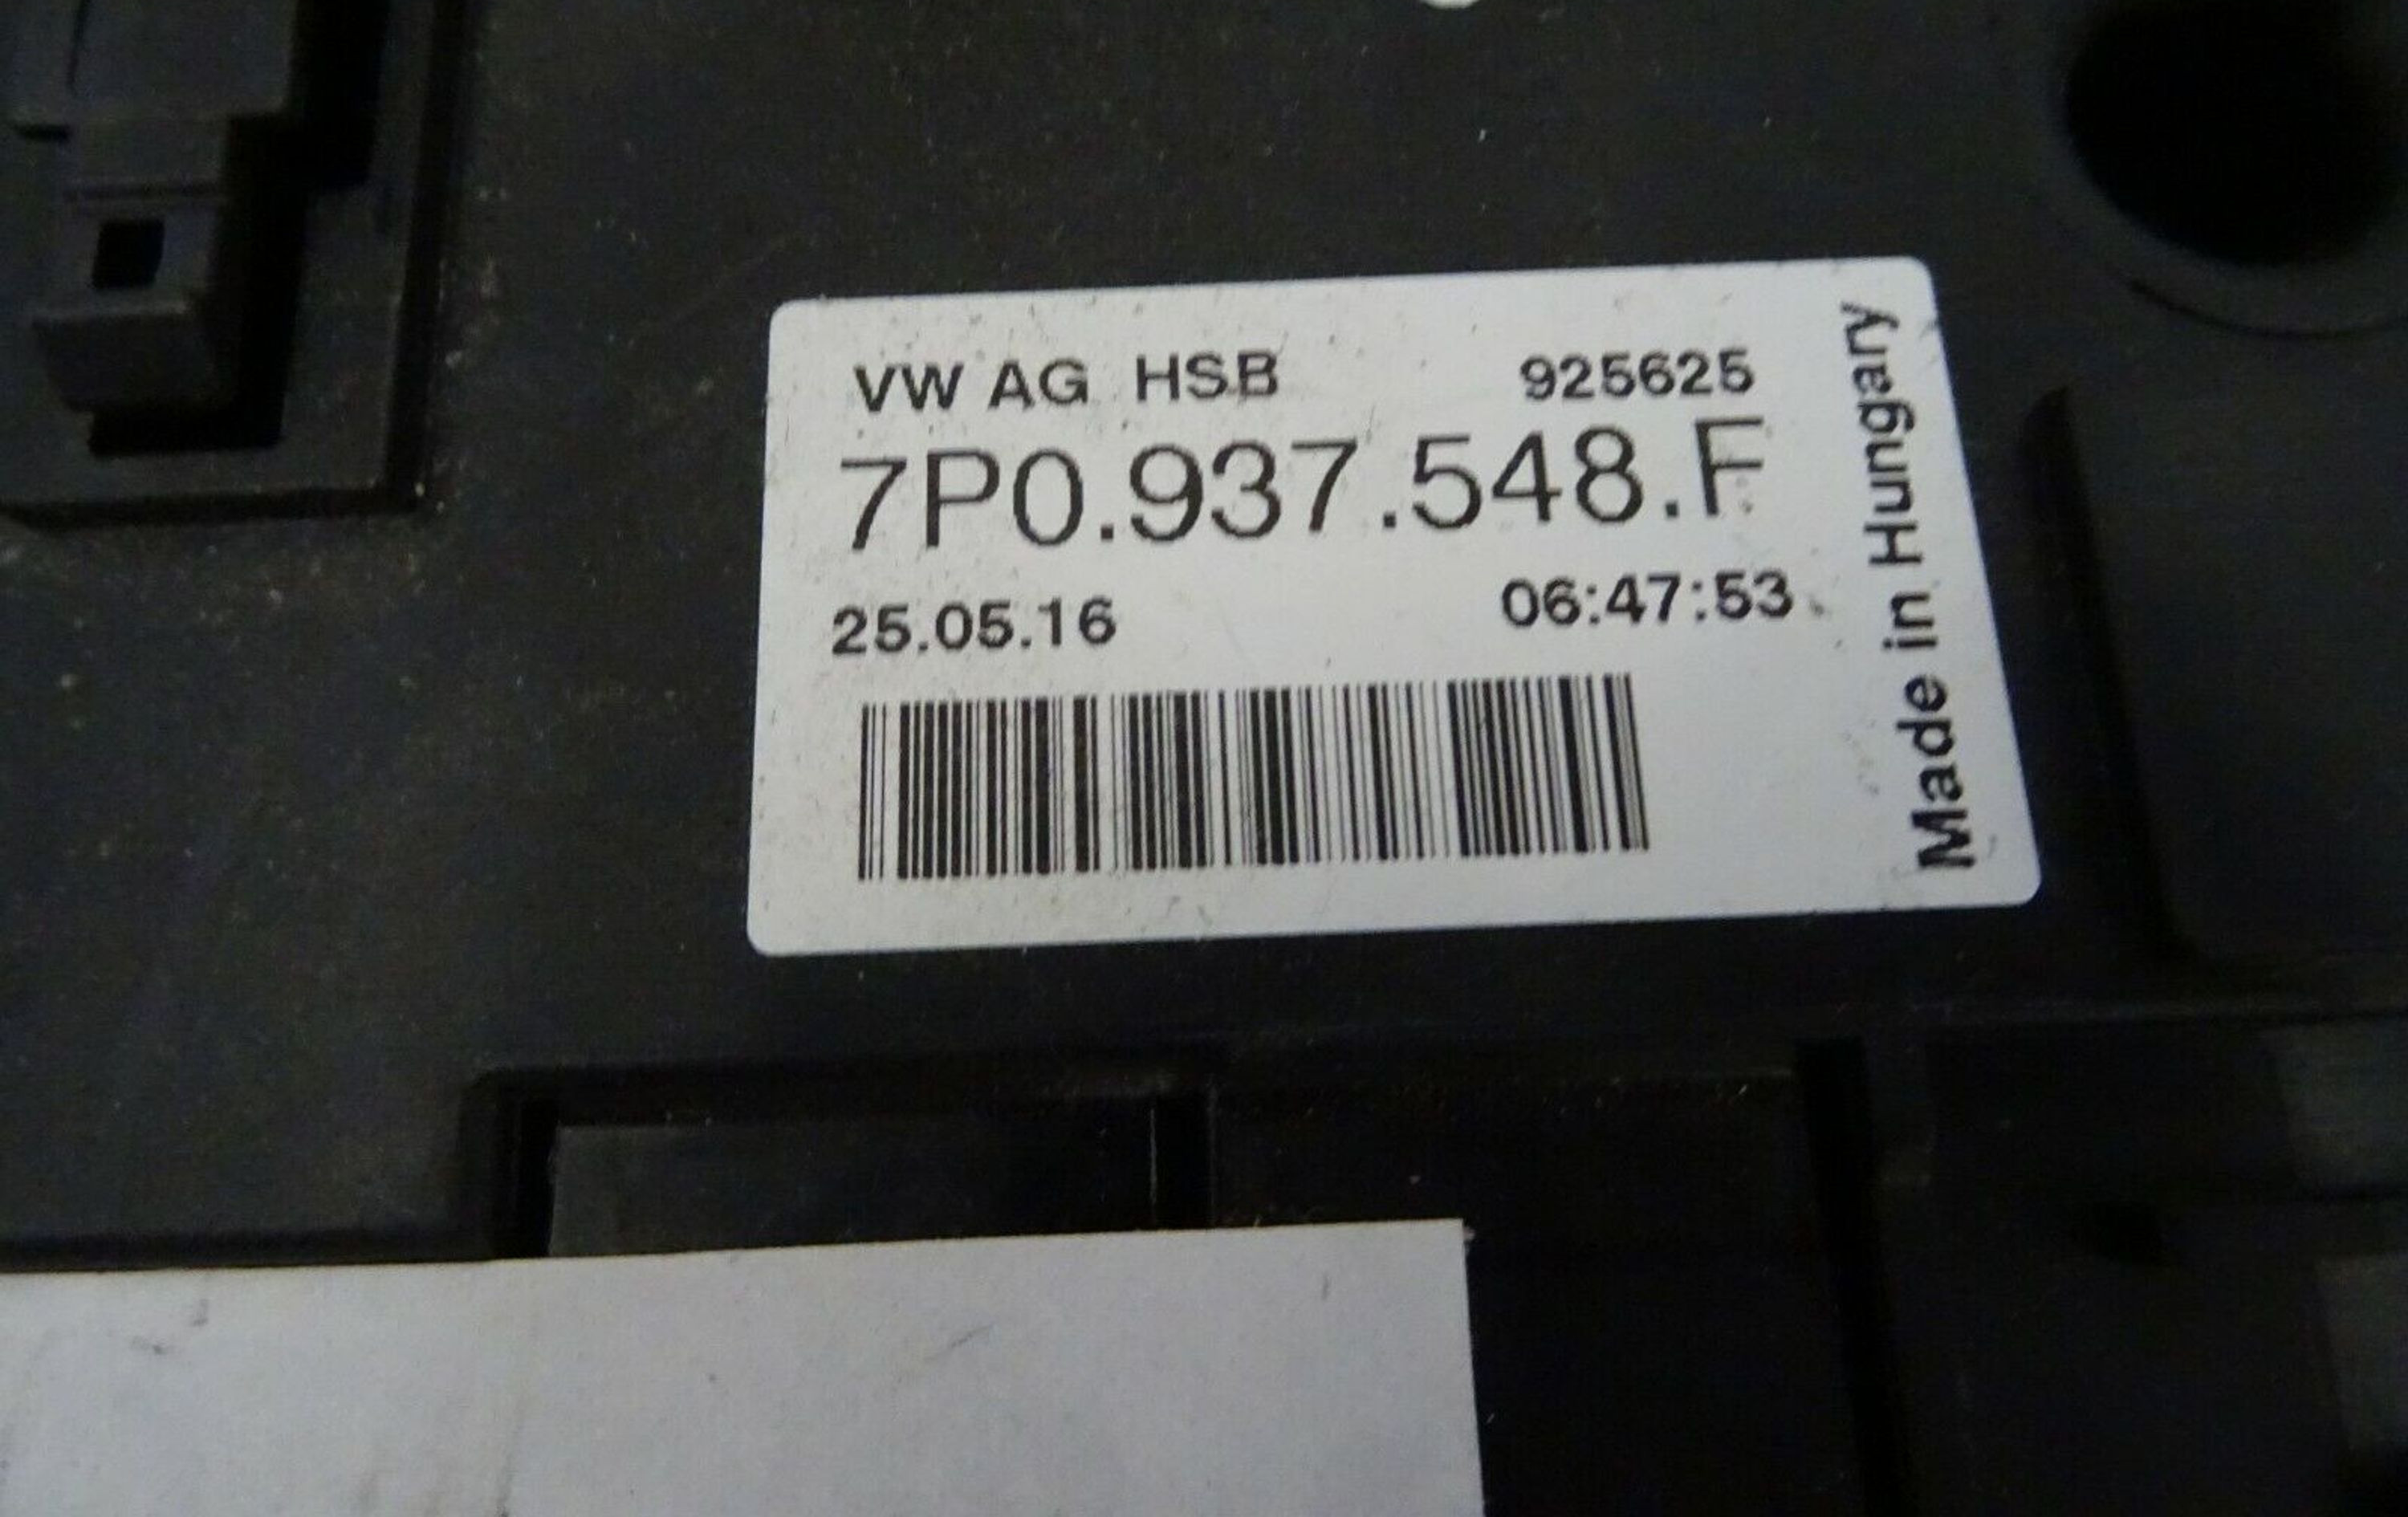 VW AG HSB 925625
7P0.937.548.F
25.05.16 06:47:53
Made in Hungary